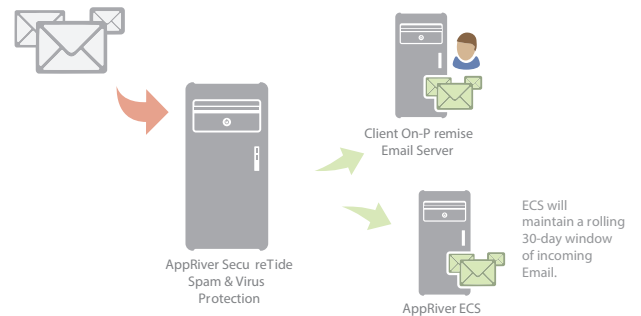 Client On-P remise
Email Server
AppRiver Secu reTide
Spam & Virus
Protection
ECS will
maintain a rolling
30-day window
of incoming
Email.
AppRiver ECS